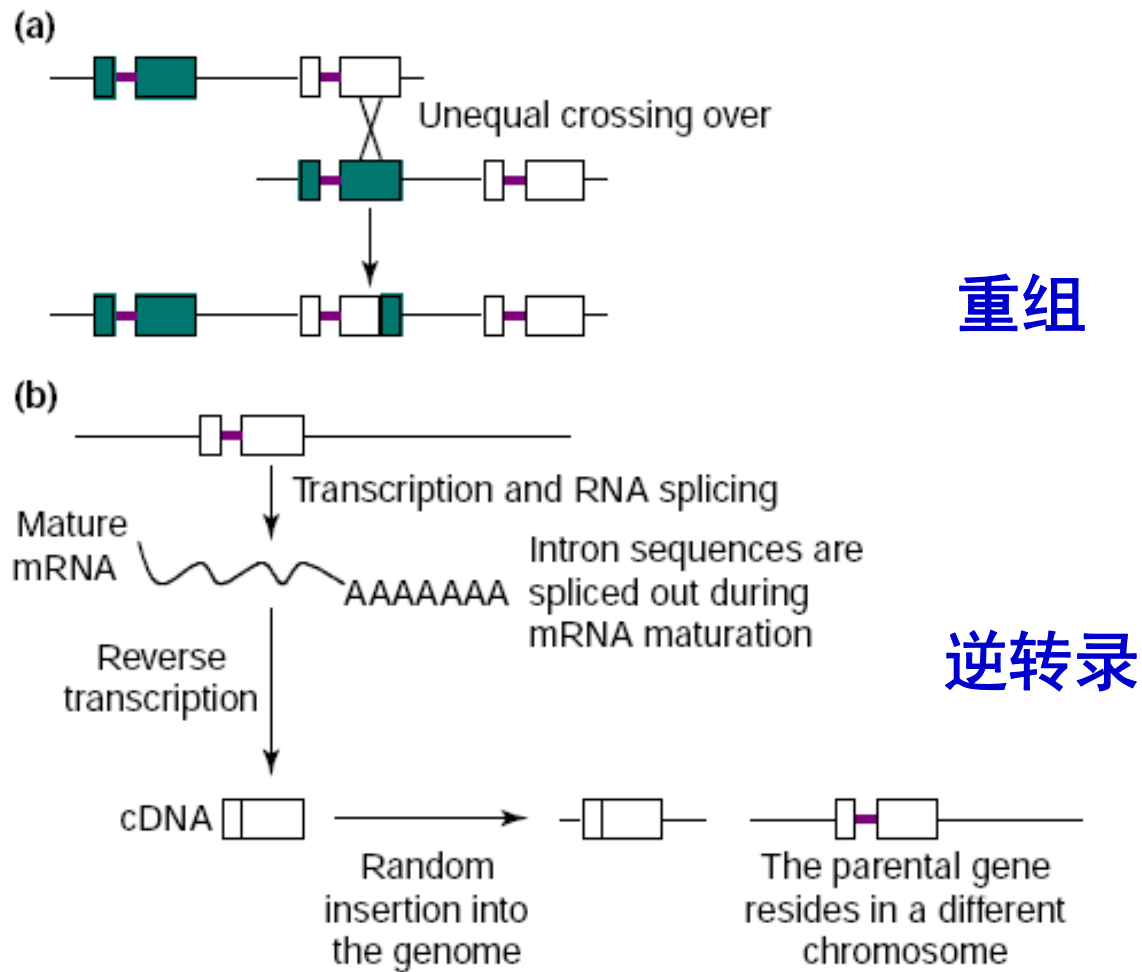 (a)
Unequal crossing over
重组
(b)
Transcription and RNA splicing
Mature
mRNA
AAAAAAA
Intron sequences are
spliced out during
mRNA maturation
Reverse
transcription
逆转录
cDNA
Random
insertion into
the genome
The parental gene
resides in a different
chromosome